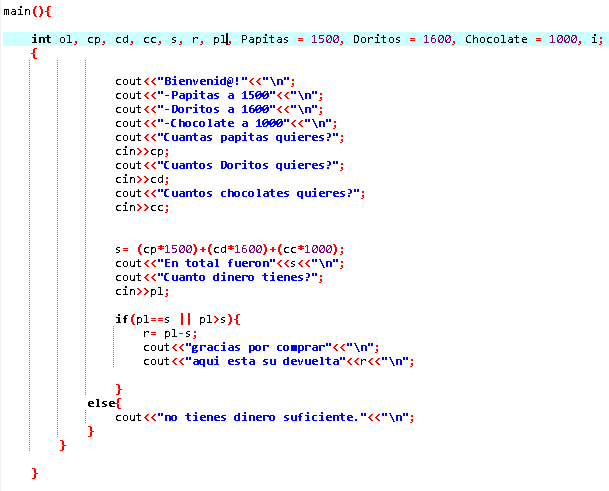 main(){
int ol, cp, cd, cc, s, r, pl, Papitas = 1500, Doritos = 1600, Chocolate = 1000, i;
{
cout<<"Bienvenid@!"<<"\n";
cout<<"-Papitas a 1500"<<"\n";
cout<<"-Doritos a 1600"<<"\n";
cout<<"-Chocolate a 1000"<<"\n";
cout<<"Cuantas papitas quieres?";
cin>>cp;
cout<<"Cuantos Doritos quieres?";
cin>>cd;
cout<<"Cuantos chocolates quieres?";
cin>>cc;
s= (cp*1500)+(cd*1600)+(cc*1000);
cout<<"En total fueron"<<s<<"\n";
cout<<"Cuanto dinero tienes?";
cin>>pl;
if(pl==s || pl>s){
r= pl-s;
cout<<"gracias por comprar"<<"\n";
cout<<"aqui esta su devuelta"<<r<<"\n";
}
else{
cout<<"no tienes dinero suficiente."<<"\n";
}
}
}